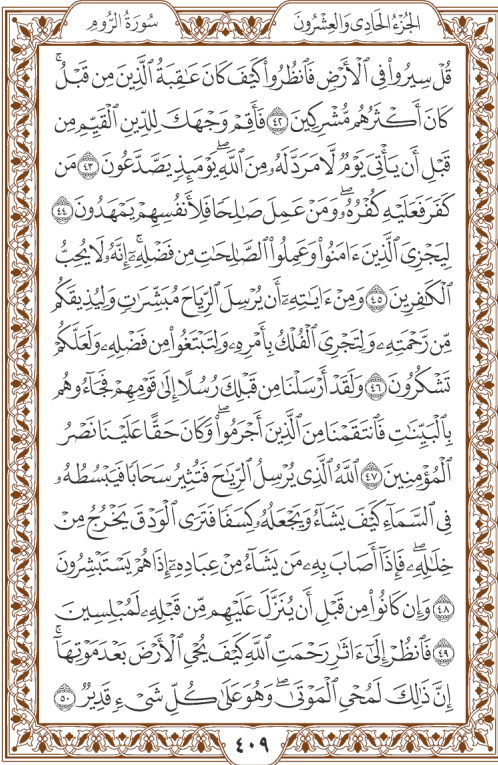 الجُزْءُ الحَادِي وَالعِشْرُونَ
سُورَةُ الرُّومِ
قُلْ سِيرُوا۟ فِى ٱلْأَرْضِ فَٱنظُرُوا۟ كَيْفَ كَانَ عَٰقِبَةُ ٱلَّذِينَ مِن قَبْلُ ۚ
كَانَ أَكْثَرُهُم مُّشْرِكِينَ ٤٢ فَأَقِمْ وَجْهَكَ لِلدِّينِ ٱلْقَيِّمِ مِن
قَبْلِ أَن يَأْتِىَ يَوْمٌ لَّا مَرَدَّ لَهُۥ مِنَ ٱللَّهِ ۖ يَوْمَئِذٍ يَصَّدَّعُونَ ٤٣ مَن
كَفَرَ فَعَلَيْهِ كُفْرُهُۥ ۖ وَمَنْ عَمِلَ صَٰلِحًا فَلِأَنفُسِهِمْ يَمْهَدُونَ ٤٤
لِيَجْزِىَ ٱلَّذِينَ ءَامَنُوا۟ وَعَمِلُوا۟ ٱلصَّٰلِحَٰتِ مِن فَضْلِهِۦٓ ۚ إِنَّهُۥ لَا يُحِبُّ
ٱلْكَٰفِرِينَ ٤٥ وَمِنْ ءَايَٰتِهِۦٓ أَن يُرْسِلَ ٱلرِّيَاحَ مُبَشِّرَٰتٍ وَلِيُذِيقَكُم
مِّن رَّحْمَتِهِۦ وَلِتَجْرِىَ ٱلْفُلْكُ بِأَمْرِهِۦ وَلِتَبْتَغُوا۟ مِن فَضْلِهِۦ وَلَعَلَّكُمْ
تَشْكُرُونَ ٤٦ وَلَقَدْ أَرْسَلْنَا مِن قَبْلِكَ رُسُلًا إِلَىٰ قَوْمِهِمْ فَجَآءُوهُم
بِٱلْبَيِّنَٰتِ فَٱنتَقَمْنَا مِنَ ٱلَّذِينَ أَجْرَمُوا۟ ۖ وَكَانَ حَقًّا عَلَيْنَا نَصْرُ
ٱلْمُؤْمِنِينَ ٤٧ ٱللَّهُ ٱلَّذِى يُرْسِلُ ٱلرِّيَٰحَ فَتُثِيرُ سَحَابًا فَيَبْسُطُهُۥ
فِى ٱلسَّمَآءِ كَيْفَ يَشَآءُ وَيَجْعَلُهُۥ كِسَفًا فَتَرَى ٱلْوَدْقَ يَخْرُجُ مِنْ
خِلَٰلِهِۦ ۖ فَإِذَآ أَصَابَ بِهِۦ مَن يَشَآءُ مِنْ عِبَادِهِۦٓ إِذَا هُمْ يَسْتَبْشِرُونَ
٤٨ وَإِن كَانُوا۟ مِن قَبْلِ أَن يُنَزَّلَ عَلَيْهِم مِّن قَبْلِهِۦ لَمُبْلِسِينَ
٤٩ فَٱنظُرْ إِلَىٰٓ ءَاثَٰرِ رَحْمَتِ ٱللَّهِ كَيْفَ يُحْىِ ٱلْأَرْضَ بَعْدَ مَوْتِهَآ ۚ
إِنَّ ذَٰلِكَ لَمُحْىِ ٱلْمَوْتَىٰ ۖ وَهُوَ عَلَىٰ كُلِّ شَىْءٍ قَدِيرٌ ٥٠
٤٠٩